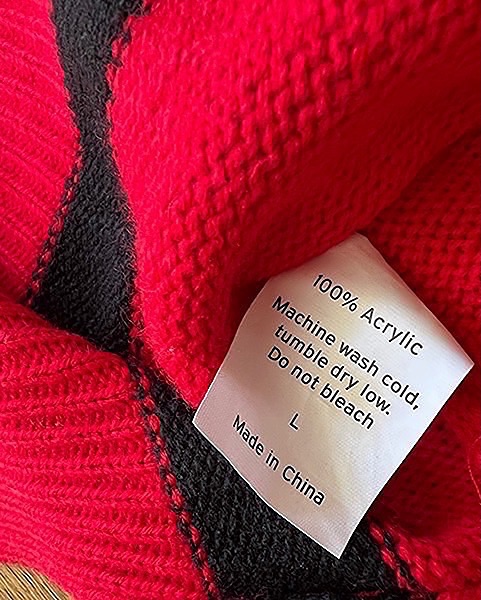 100% Acrylic
Machine wash cold,
tumble dry low.
Do not bleach
L
Made in China